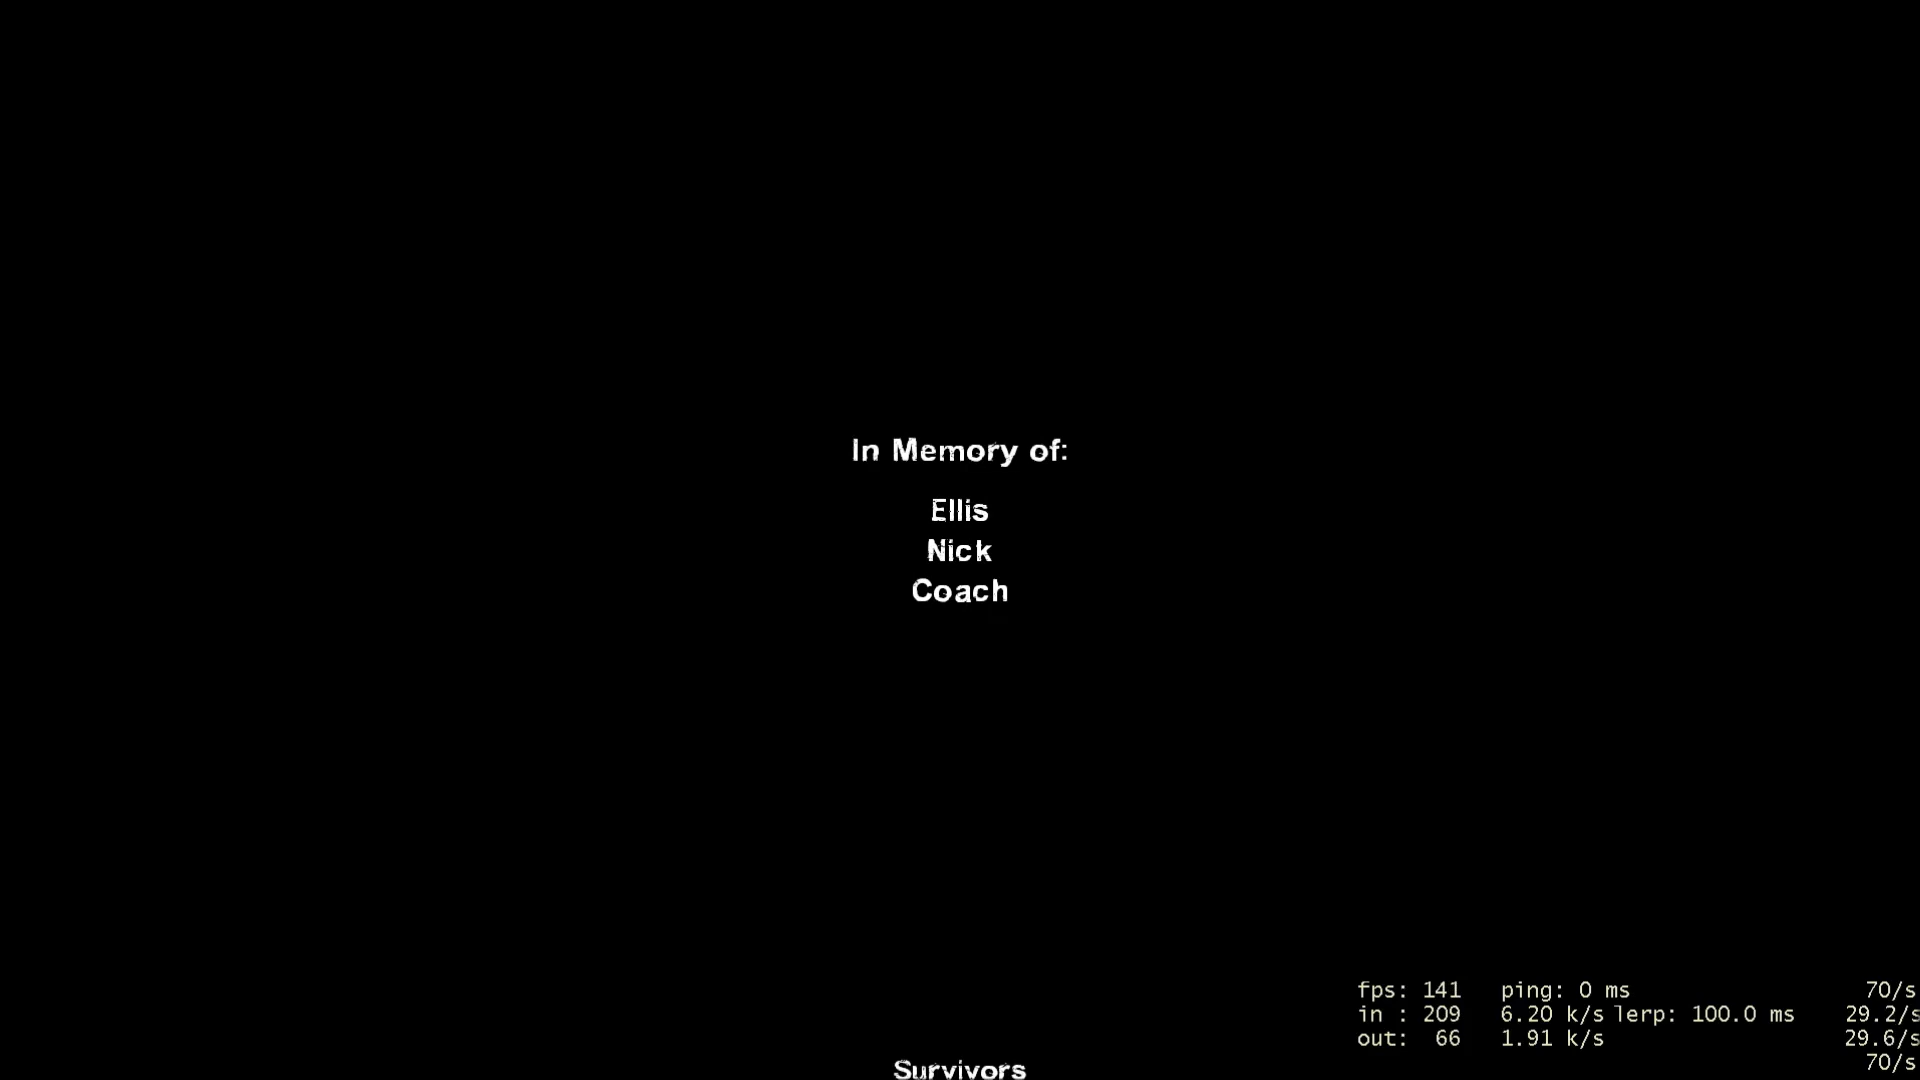 In Memory of:
Ellis
Nick
Coach
fps: 141 ping: 0 ms 70/s
in : 209 6.20 k/s lerp: 100.0 ms 29.2/s
out: 66 1.91 k/s 29.6/s
70/s
Survivors